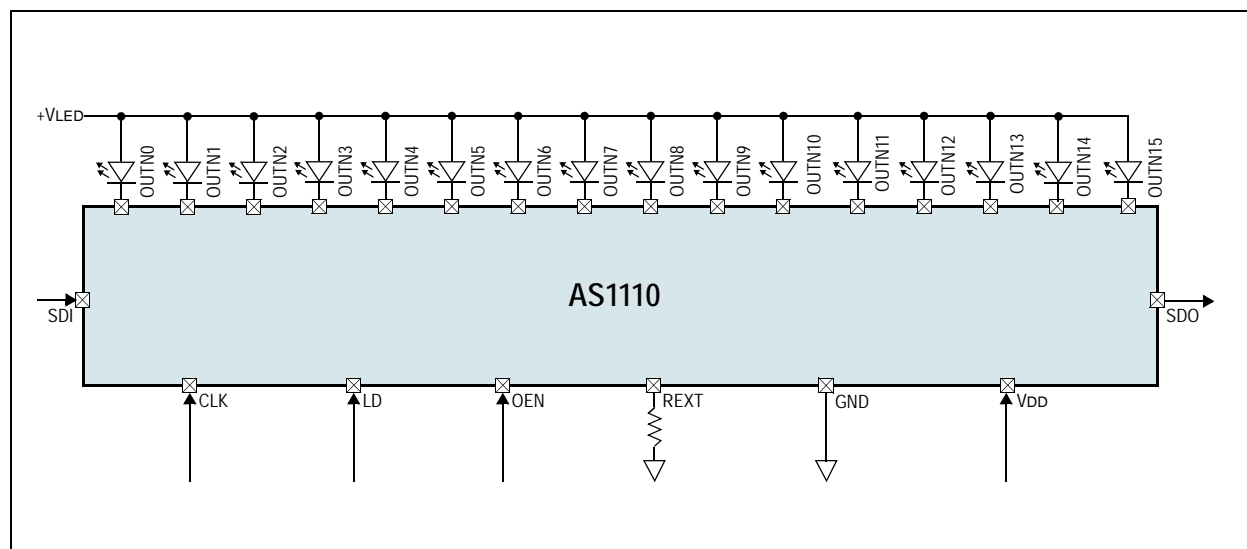 +VLED
OUTN0
OUTN1
OUTN2
OUTN3
OUTN4
OUTN5
OUTN6
OUTN7
OUTN8
OUTN9
OUTN10
OUTN11
OUTN12
OUTN13
OUTN14
OUTN15
AS1110
SDI
SDO
CLK
LD
OEN
REXT
GND
VDD